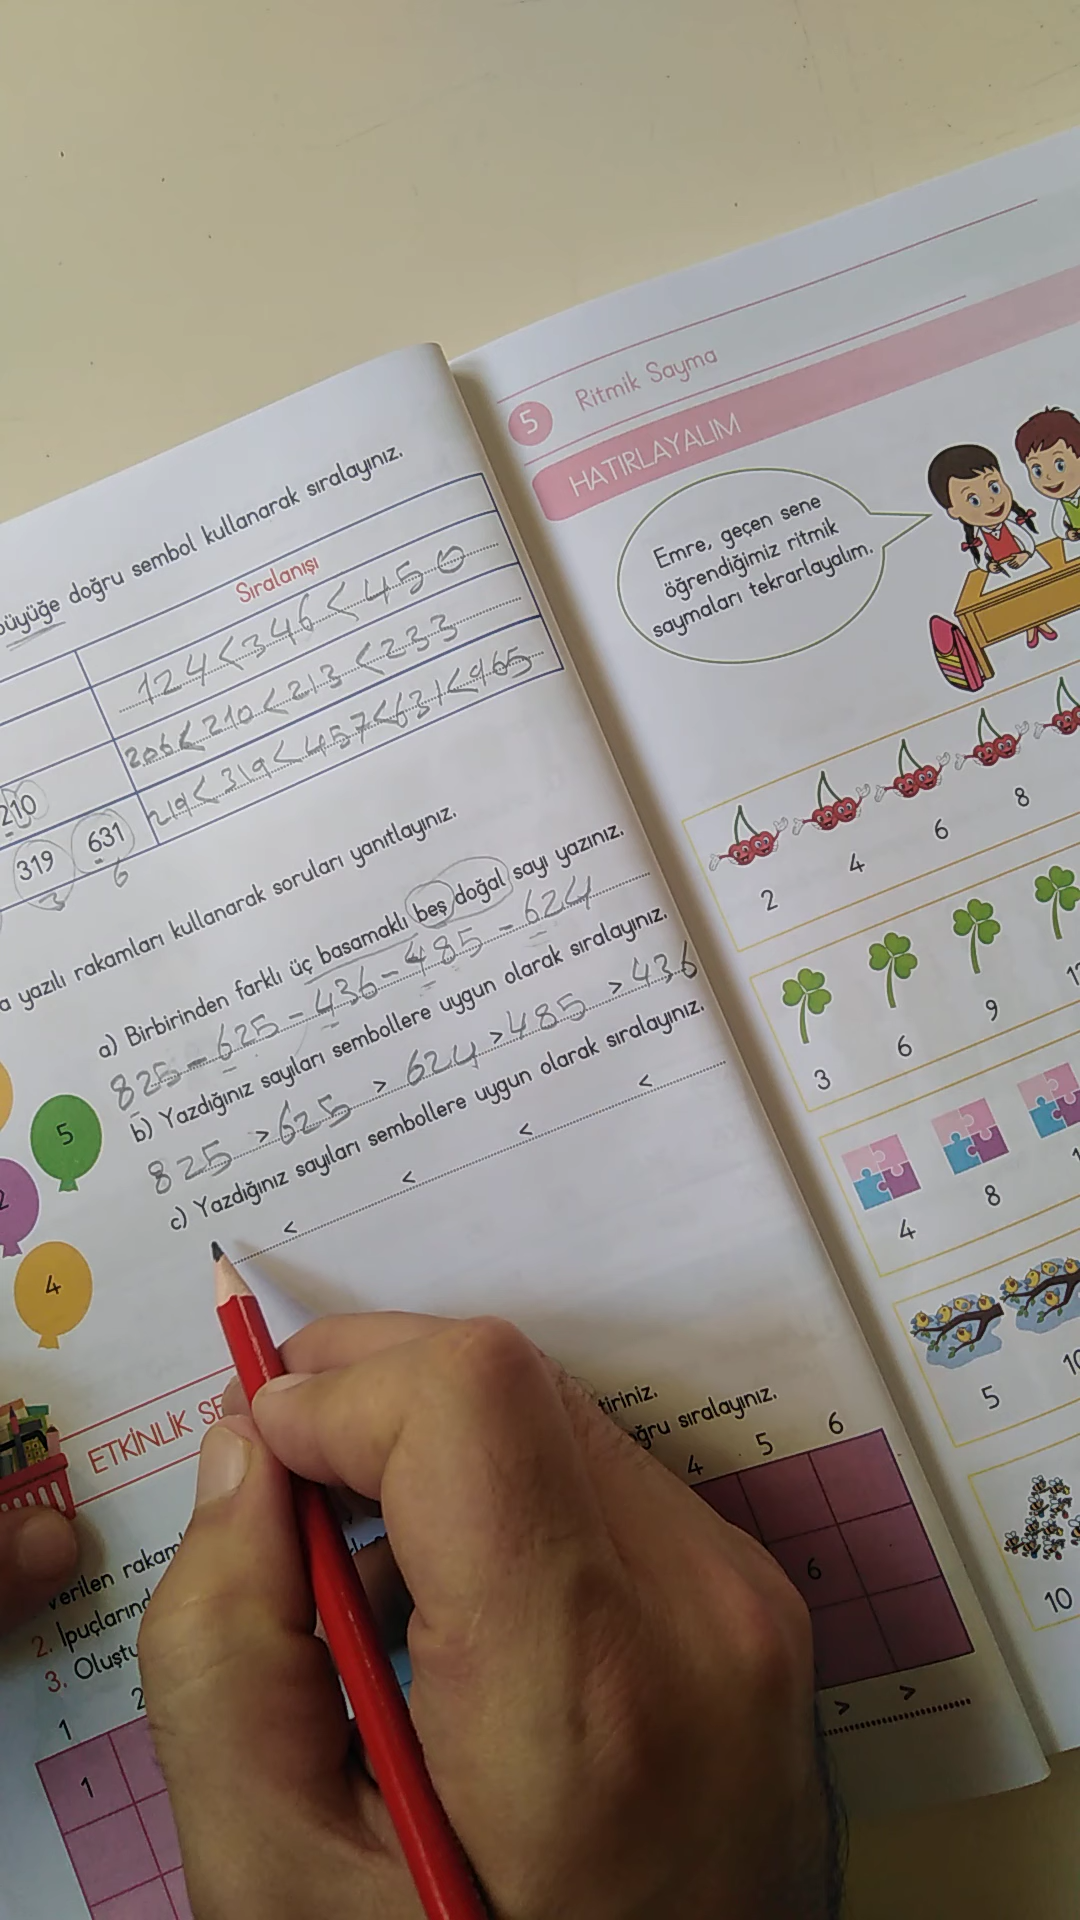 büyüğe doğru sembol kullanarak sıralayınız.
Sıralanışı
124<346<450
206<210<213<233
219<319<457<631<965
210
319 631
3 6
yazılı rakamları kullanarak soruları yanıtlayınız.
a) Birbirinden farklı üç basamaklı beş doğal sayı yazınız.
825-625-436-485-624
b) Yazdığınız sayıları sembollere uygun olarak sıralayınız.
825 > 625 > 624 > 485 > 436
c) Yazdığınız sayıları sembollere uygun olarak sıralayınız.
< < < <
5
2
4
ETKİNLİK
verilen
2.
3.
tiriniz.
sıralayınız.
4 5 6
6
> >
1 2
1
5 Ritmik Sayma
HATIRLAYALIM
Emre, geçen sene
öğrendiğimiz ritmik
saymaları tekrarlayalım.
2 4 6 8
3 6 9
4 8
5 10
10